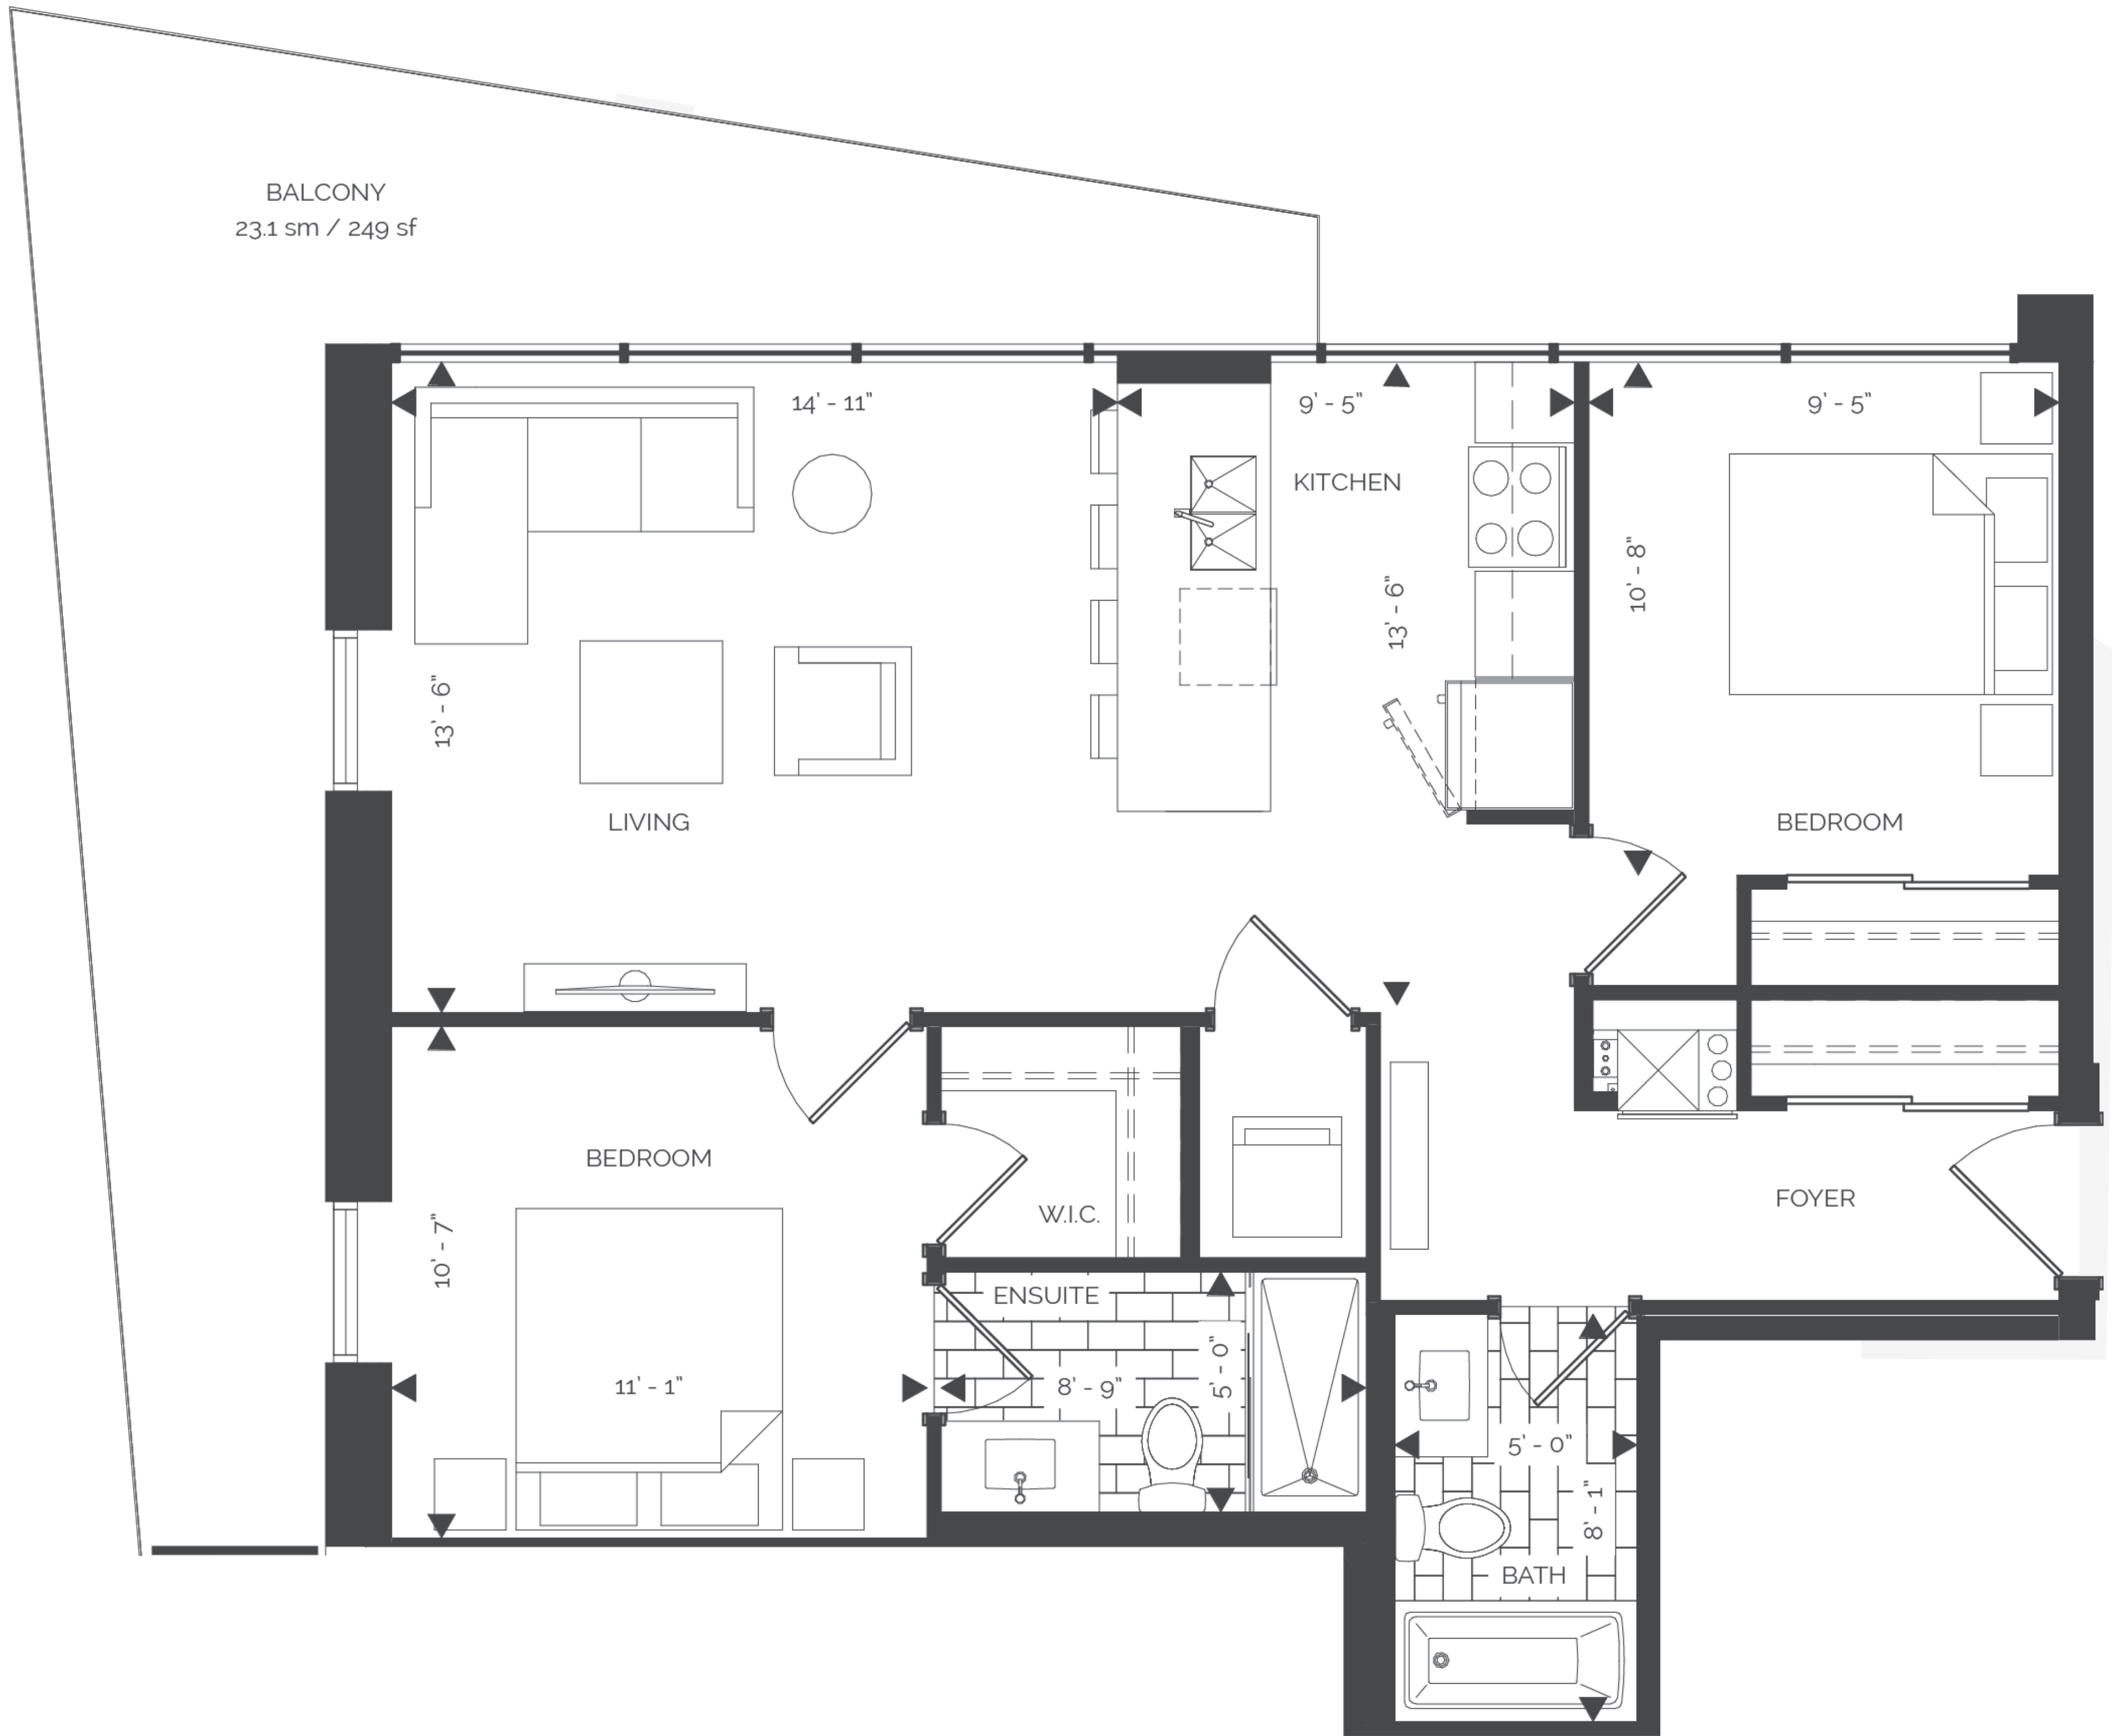 BALCONY
23.1 sm / 249 sf
14' - 11"
9' - 5"
9' - 5"
KITCHEN
10' - 8"
13' - 6"
13' - 6"
LIVING
BEDROOM
BEDROOM
W.I.C.
FOYER
10' - 7"
ENSUITE
5' - 0"
11' - 1"
8' - 9"
5' - 0"
8' - 1"
BATH